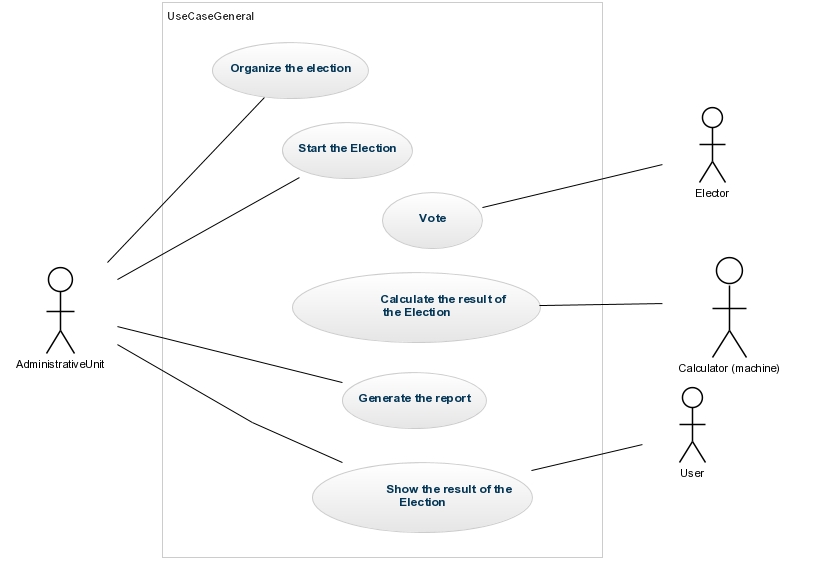 UseCaseGeneral
Organize the election
Start the Election
Elector
Vote
Calculate the result of
the Election
AdministrativeUnit
Calculator (machine)
Generate the report
User
Show the result of the
Election